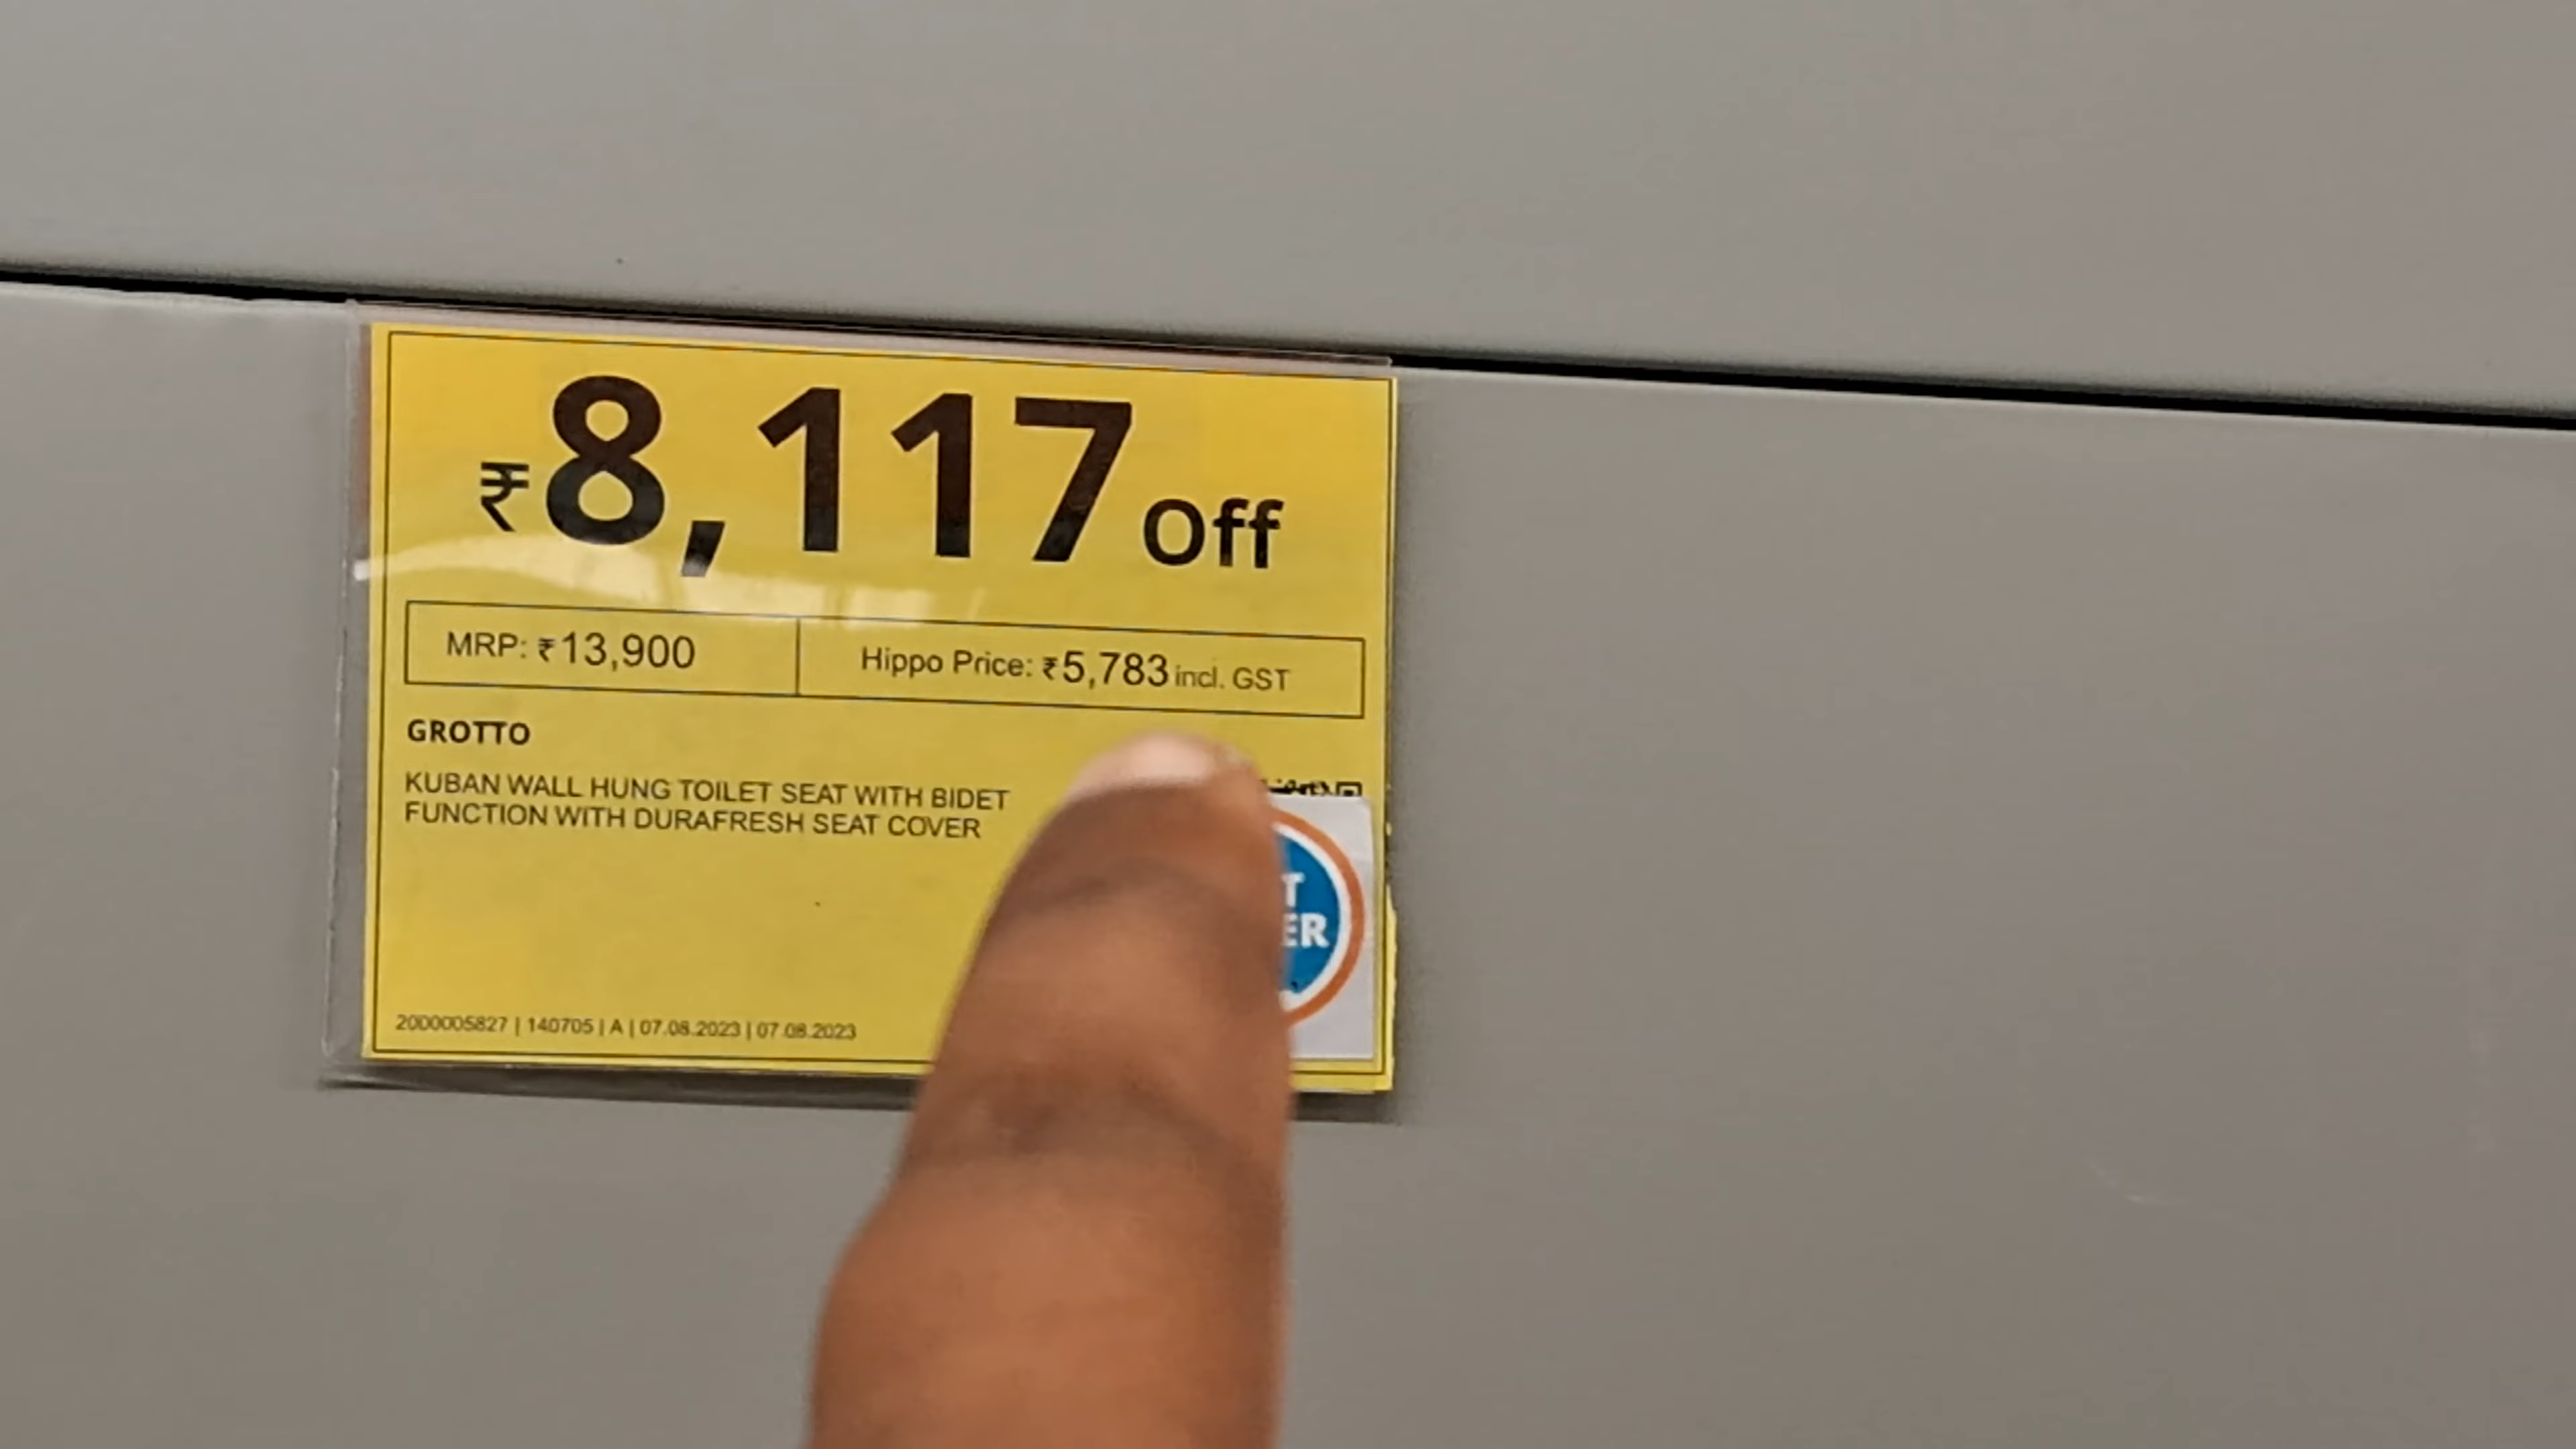 ₹8,117 Off
MRP: ₹13,900
Hippo Price: ₹5,783 incl. GST
GROTTO
KUBAN WALL HUNG TOILET SEAT WITH BIDET
FUNCTION WITH DURAFRESH SEAT COVER
2000005827 | 140705 | A | 07.08.2023 | 07.08.2023